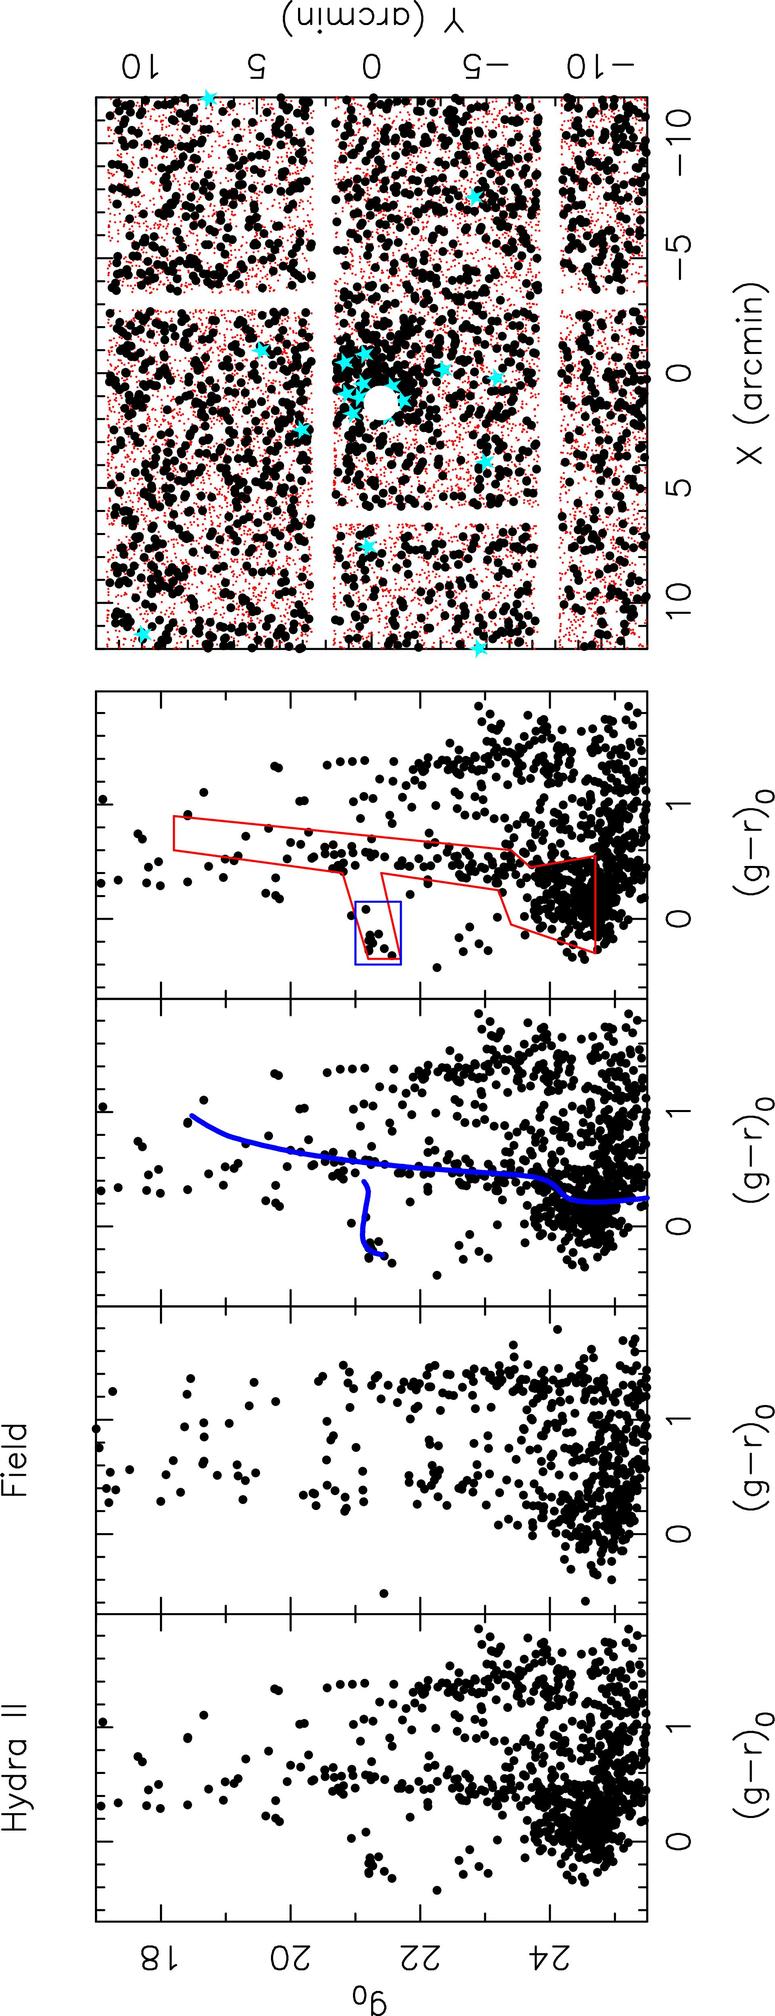 Hydra II
Field
g₀
18
20
22
24
0 1
0 1
0 1
0 1
(g−r)₀
(g−r)₀
(g−r)₀
(g−r)₀
10 5 0 −5 −10
X (arcmin)
10
5
0
−5
−10
Y (arcmin)